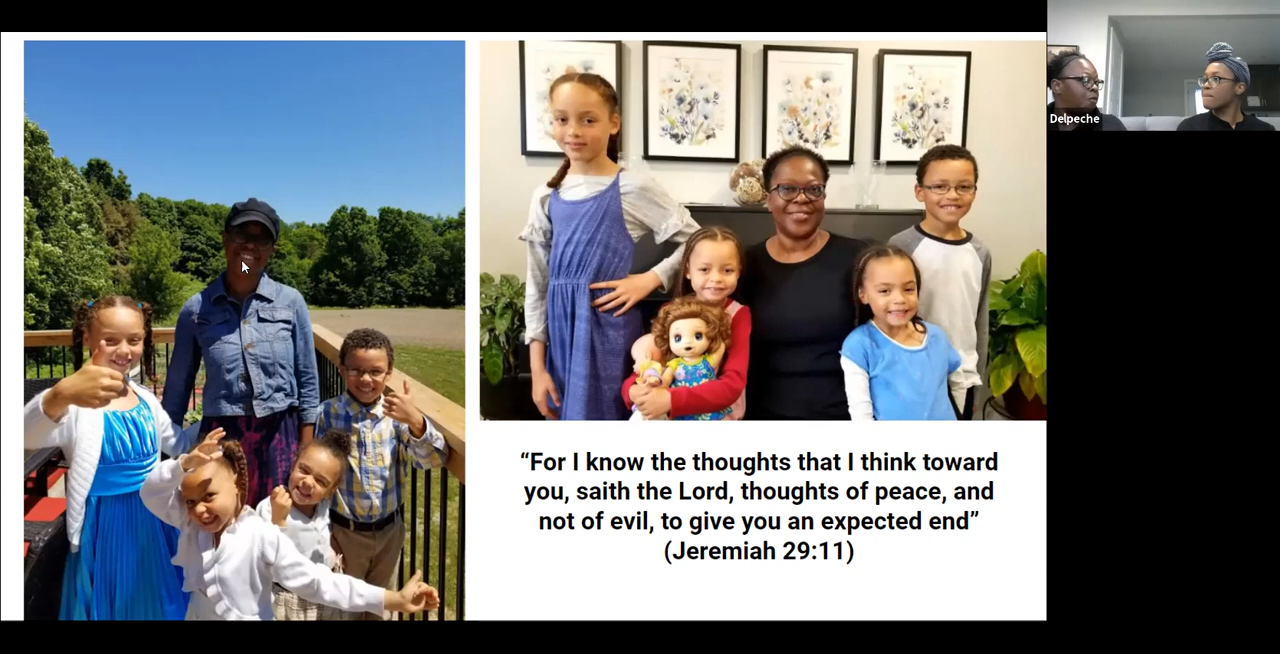 Delpeche
“For I know the thoughts that I think toward
you, saith the Lord, thoughts of peace, and
not of evil, to give you an expected end”
(Jeremiah 29:11)